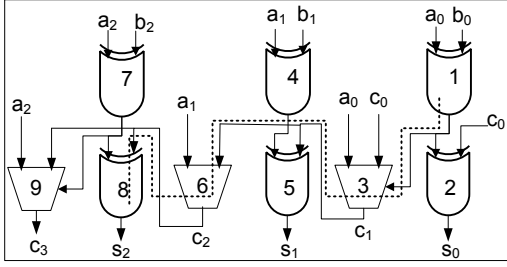 a₂ b₂ a₁ b₁ a₀ b₀
7 4 1
a₂ a₁ a₀ c₀ c₀
9 8 6 5 3 2
c₃ s₂ c₂ s₁ c₁ s₀